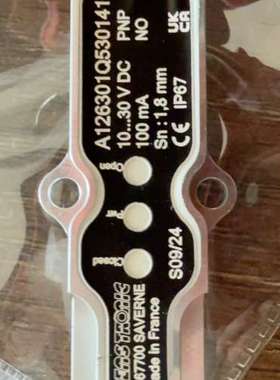 A126301Q530141
10...30 V DC PNP
100 mA NO
Sn : 1,8 mm
CE IP67
UK
CA
Open
Pwr
Closed
S09/24
67700 SAVERNE
Made in France